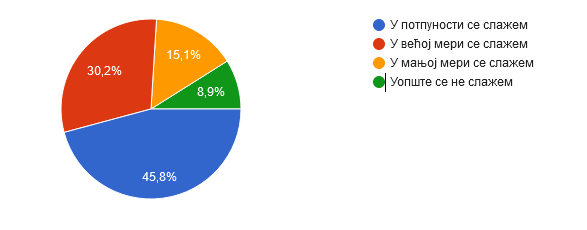 У потпуности се слажем
У већој мери се слажем
У мањој мери се слажем
Уопште се не слажем
15,1%
30,2%
8,9%
45,8%